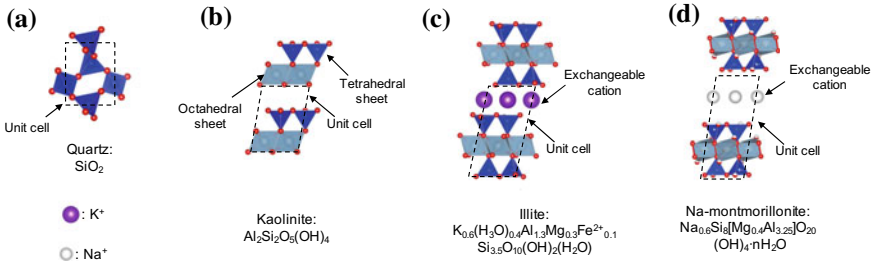 (a)
Unit cell
Quartz:
SiO₂
: K⁺
: Na⁺
(b)
Octahedral
sheet
Tetrahedral
sheet
Unit cell
Kaolinite:
Al₂Si₂O₅(OH)₄
(c)
Exchangeable
cation
Unit cell
Illite:
K₀.₆(H₃O)₀.₄Al₁.₃Mg₀.₃Fe²⁺₀.₁
Si₃.₅O₁₀(OH)₂(H₂O)
(d)
Exchangeable
cation
Unit cell
Na-montmorillonite:
Na₀.₆Si₈[Mg₀.₄Al₃.₂₅]O₂₀
(OH)₄·nH₂O